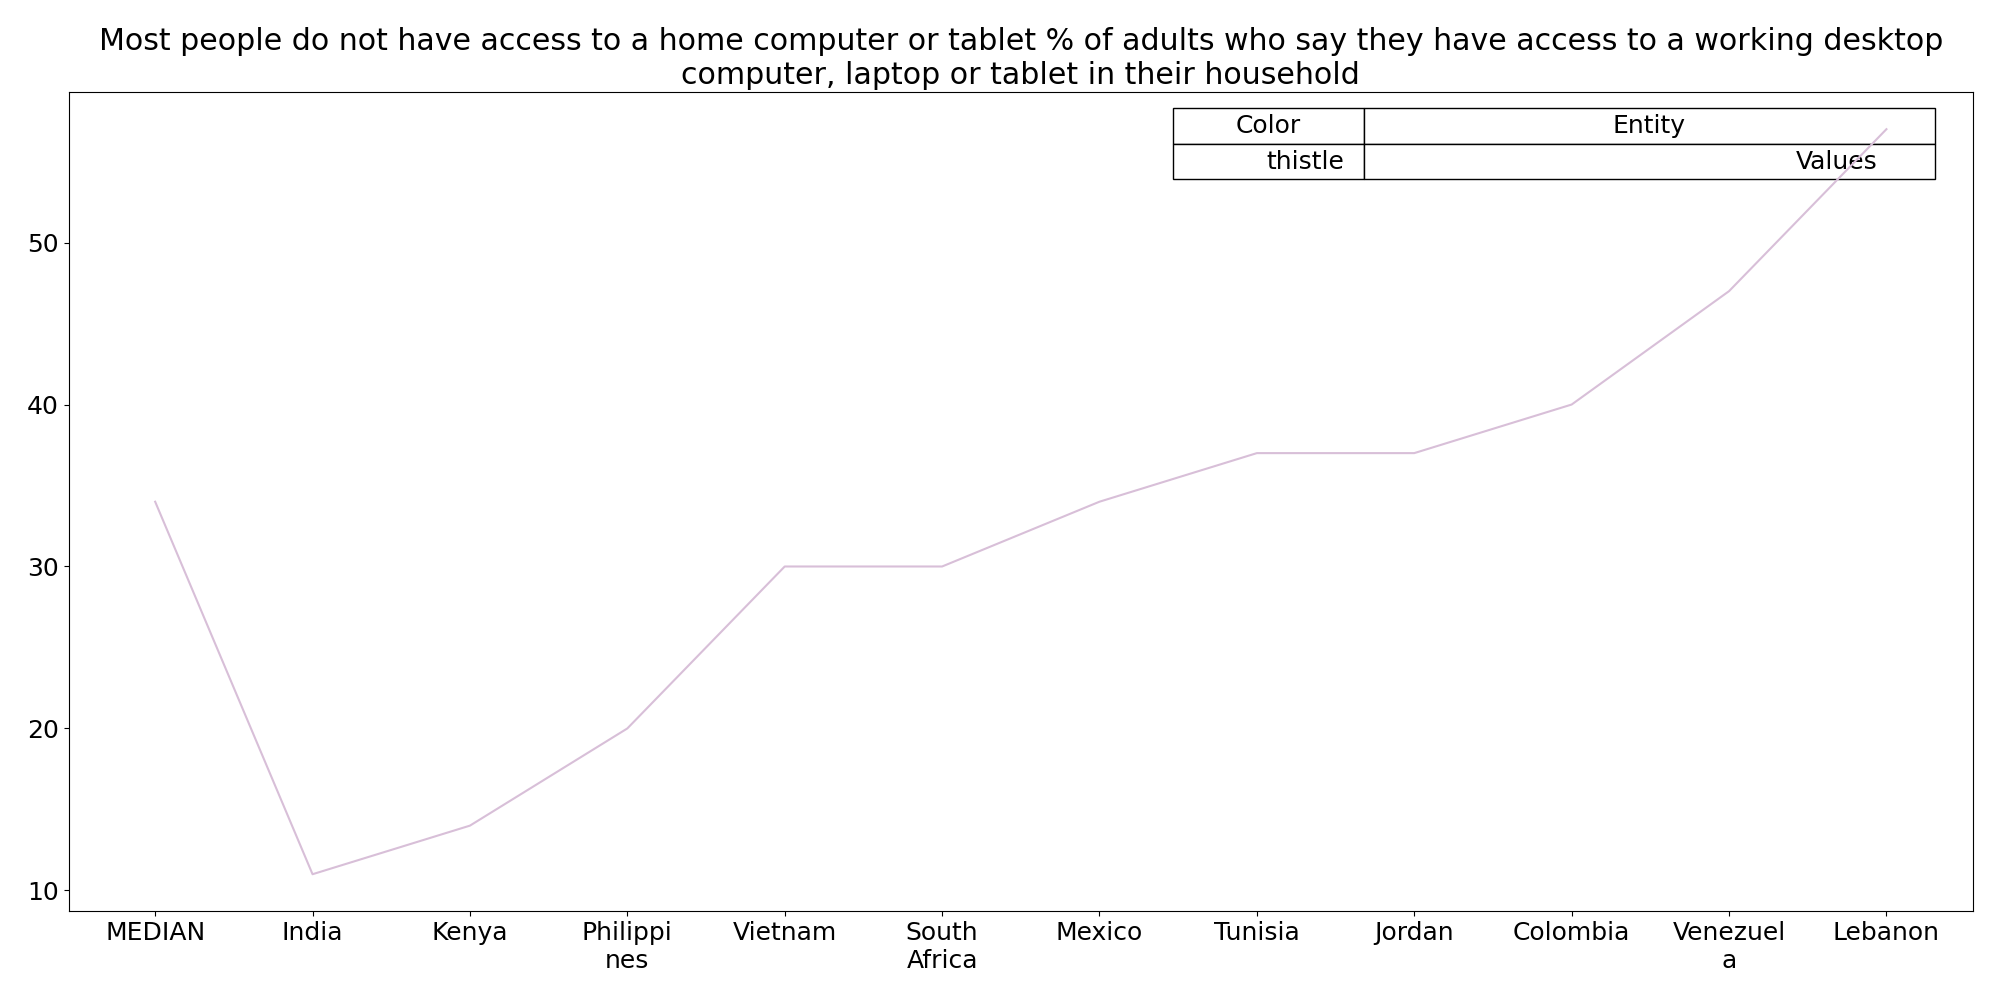 Most people do not have access to a home computer or tablet % of adults who say they have access to a working desktop
computer, laptop or tablet in their household
Color Entity
thistle Values
50
40
30
20
10
MEDIAN India Kenya Philippi Vietnam South Mexico Tunisia Jordan Colombia Venezuel Lebanon
nes Africa a